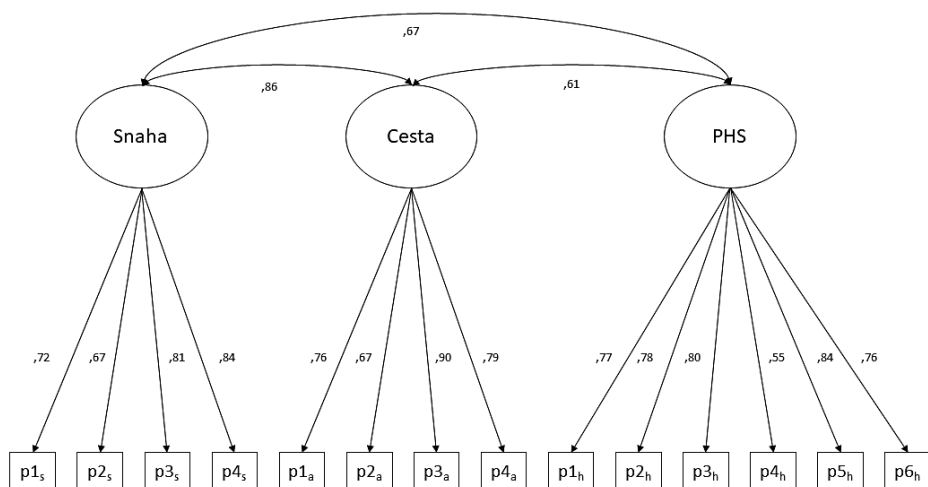 ,67
,86
,61
Snaha
Cesta
PHS
,72
,67
,81
,84
,76
,67
,90
,79
,77
,78
,80
,55
,84
,76
p1s
p2s
p3s
p4s
p1a
p2a
p3a
p4a
p1h
p2h
p3h
p4h
p5h
p6h